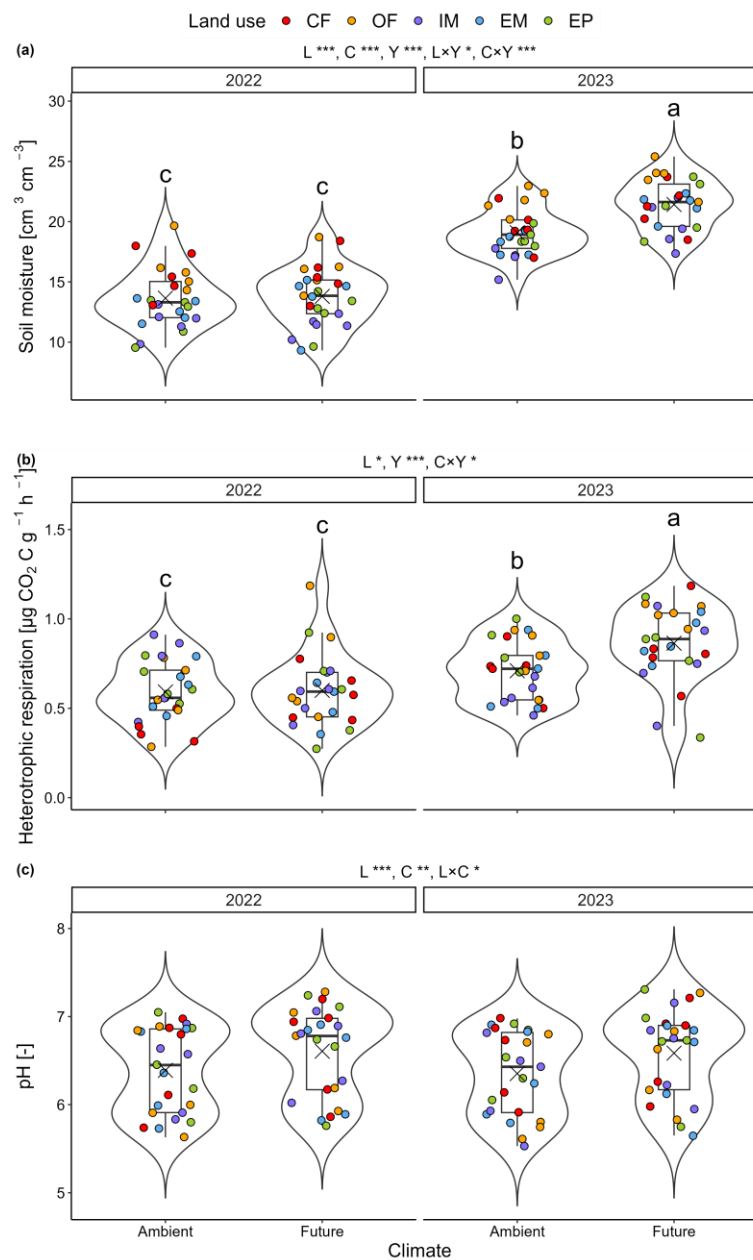 Land use CF OF IM EM EP
(a)
L ***, C ***, Y ***, L×Y *, C×Y ***
2022 2023
Soil moisture [cm³ cm⁻³]
30
25
20
15
10
c c b a
(b)
L *, Y ***, C×Y *
2022 2023
Heterotrophic respiration [µg CO₂ C g⁻¹ h⁻¹]
1.5
1.0
0.5
0.0
c c b a
(c)
L ***, C **, L×C *
2022 2023
pH [-]
8
7
6
5
Ambient Future Ambient Future
Climate